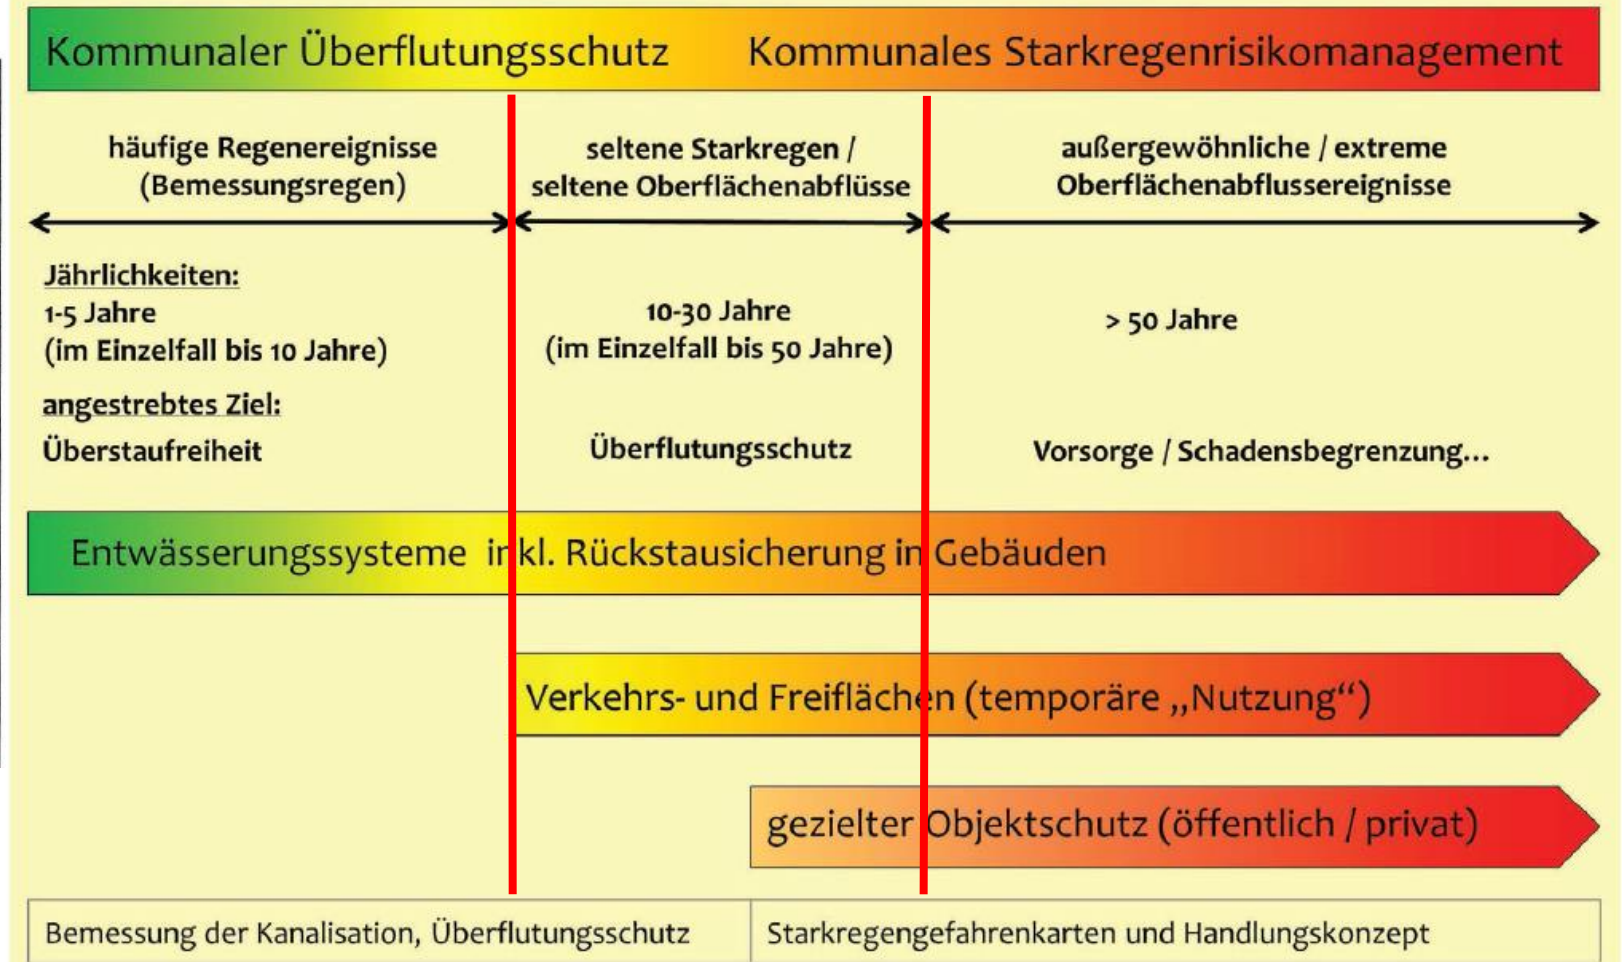 Kommunaler Überflutungsschutz
Kommunales Starkregenrisikomanagement
häufige Regenereignisse
(Bemessungsregen)
seltene Starkregen /
seltene Oberflächenabflüsse
außergewöhnliche / extreme
Oberflächenabflussereignisse
Jährlichkeiten:
1-5 Jahre
(im Einzelfall bis 10 Jahre)
10-30 Jahre
(im Einzelfall bis 50 Jahre)
> 50 Jahre
angestrebtes Ziel:
Überstaufreiheit
Überflutungsschutz
Vorsorge / Schadensbegrenzung...
Entwässerungssysteme inkl. Rückstausicherung in Gebäuden
Verkehrs- und Freiflächen (temporäre „Nutzung“)
gezielter Objektschutz (öffentlich / privat)
Bemessung der Kanalisation, Überflutungsschutz
Starkregengefahrenkarten und Handlungskonzept